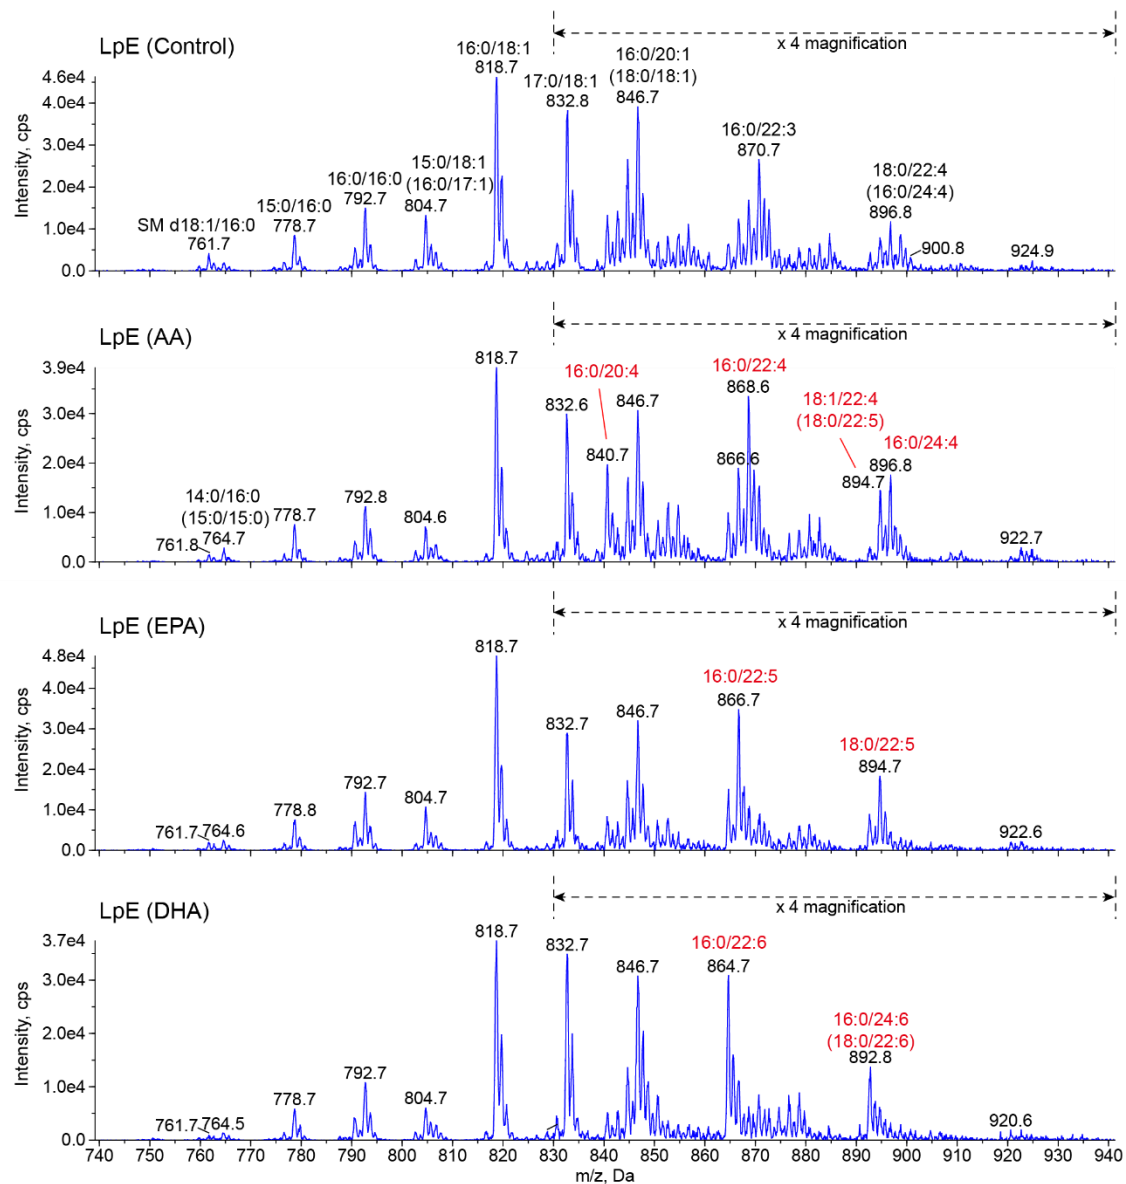 LpE (Control)
x 4 magnification
Intensity, cps
4.6e4
4.0e4
3.0e4
2.0e4
1.0e4
0.0
SM d18:1/16:0
761.7
15:0/16:0
778.7
16:0/16:0
792.7
15:0/18:1
(16:0/17:1)
804.7
16:0/18:1
818.7
17:0/18:1
832.8
16:0/20:1
(18:0/18:1)
846.7
16:0/22:3
870.7
18:0/22:4
(16:0/24:4)
896.8
900.8
924.9
LpE (AA)
x 4 magnification
Intensity, cps
3.9e4
3.0e4
2.0e4
1.0e4
0.0
761.8
14:0/16:0
(15:0/15:0)
764.7
778.7
792.8
804.6
818.7
832.6
16:0/20:4
840.7
846.7
866.6
16:0/22:4
868.6
18:1/22:4
(18:0/22:5)
894.7
16:0/24:4
896.8
922.7
LpE (EPA)
x 4 magnification
Intensity, cps
4.8e4
4.0e4
3.0e4
2.0e4
1.0e4
0.0
761.7
764.6
778.8
792.7
804.7
818.7
832.7
846.7
16:0/22:5
866.7
18:0/22:5
894.7
922.6
LpE (DHA)
x 4 magnification
Intensity, cps
3.7e4
3.0e4
2.0e4
1.0e4
0.0
761.7
764.5
778.7
792.7
804.7
818.7
832.7
846.7
16:0/22:6
864.7
16:0/24:6
(18:0/22:6)
892.8
920.6
740 750 760 770 780 790 800 810 820 830 840 850 860 870 880 890 900 910 920 930 940
m/z, Da